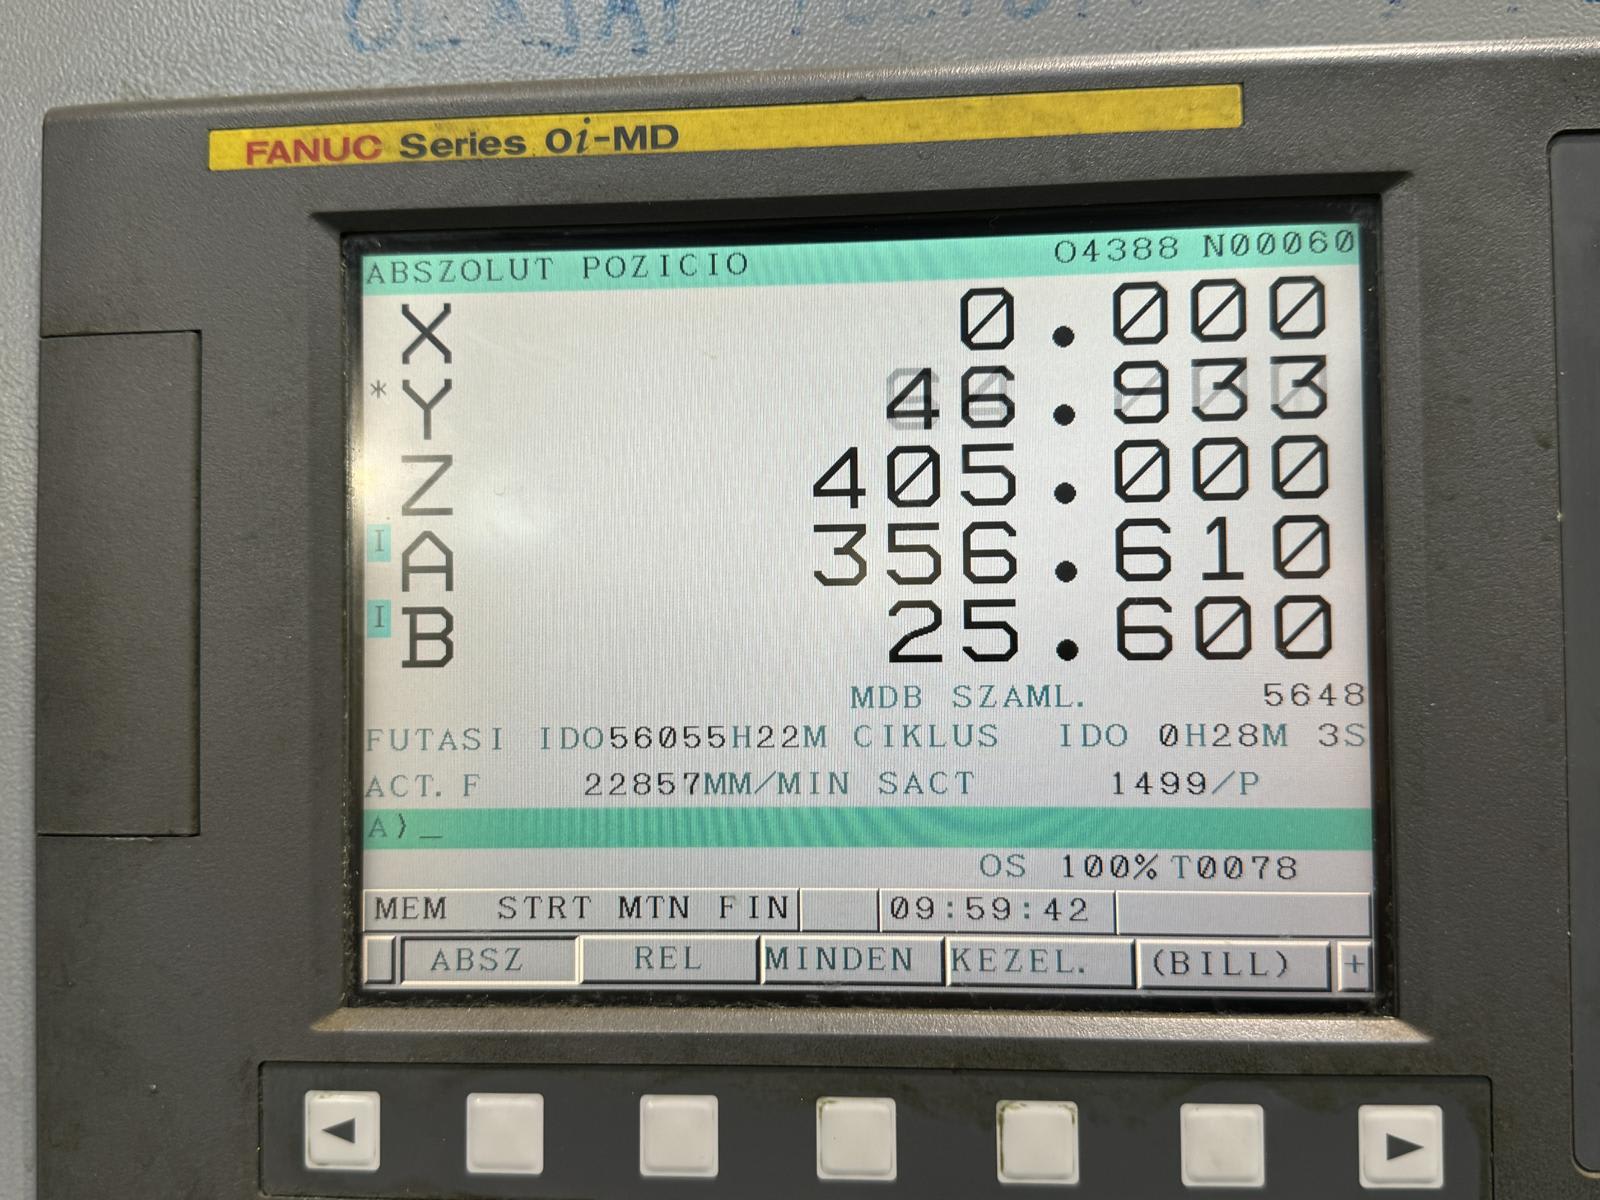 FANUC Series 0i-MD
ABSZOLUT POZICIO O4388 N00060
X 0.000
* Y 46.933
Z 405.000
I A 356.610
I B 25.600
MDB SZAML. 5648
FUTASI IDO56055H22M CIKLUS IDO 0H28M 3S
ACT. F 22857MM/MIN SACT 1499/P
A)_
OS 100% T0078
MEM STRT MTN FIN 09:59:42
ABSZ REL MINDEN KEZEL. (BILL) +